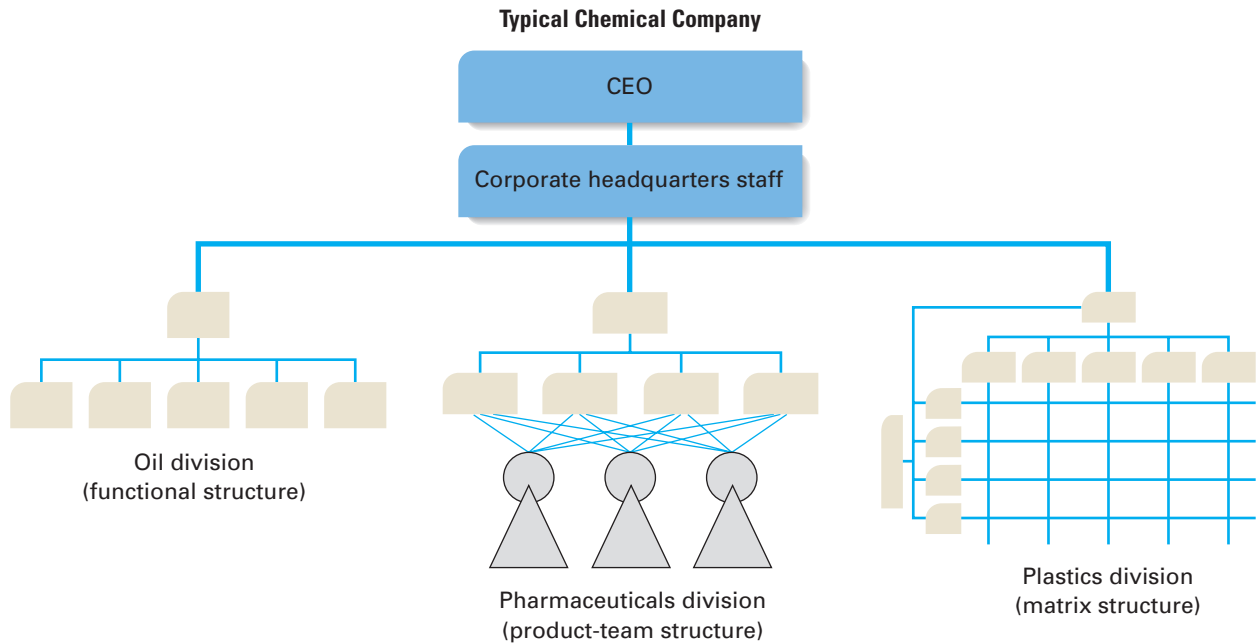 Typical Chemical Company
CEO
Corporate headquarters staff
Oil division
(functional structure)
Pharmaceuticals division
(product-team structure)
Plastics division
(matrix structure)